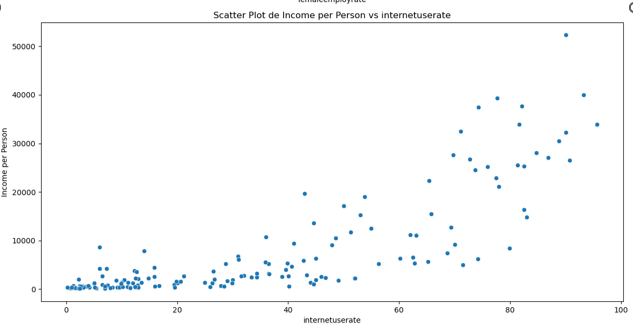 femaleemployrate
Scatter Plot de Income per Person vs internetuserate
50000
40000
30000
20000
10000
0
Income per Person
0 20 40 60 80 100
internetuserate